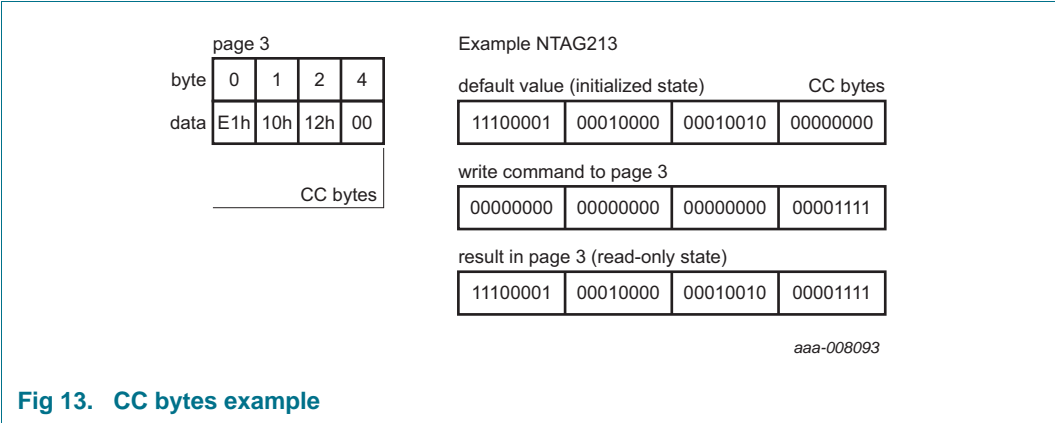 page 3
byte 0 1 2 4
data E1h 10h 12h 00
CC bytes
Example NTAG213
default value (initialized state) CC bytes
11100001 00010000 00010010 00000000
write command to page 3
00000000 00000000 00000000 00001111
result in page 3 (read-only state)
11100001 00010000 00010010 00001111
aaa-008093
Fig 13. CC bytes example